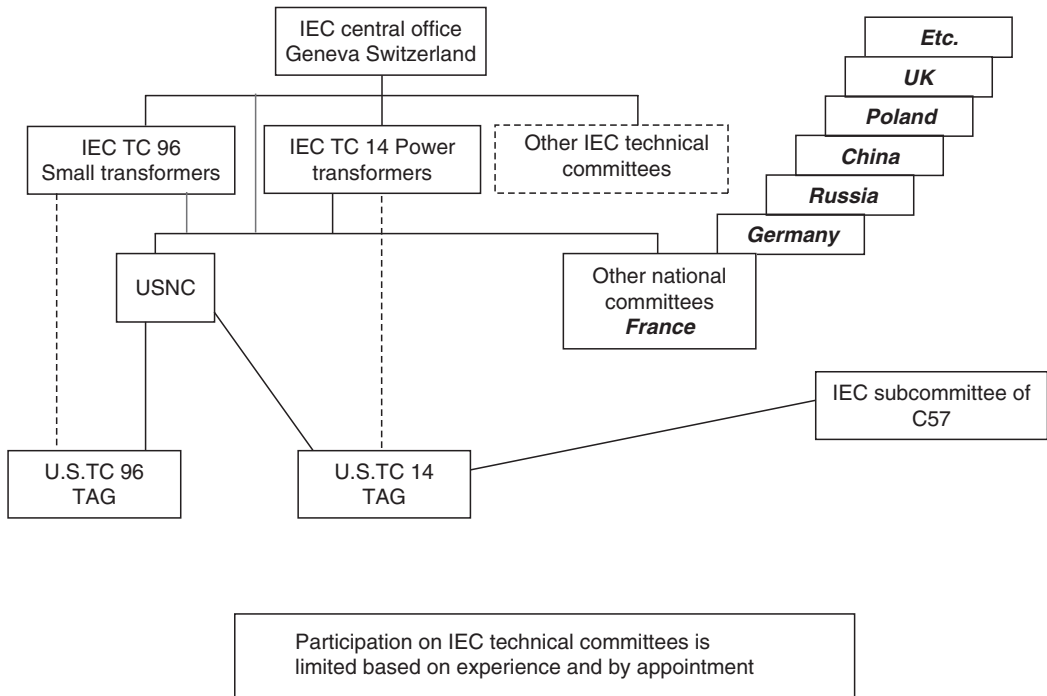 IEC central office
Geneva Switzerland
Etc.
UK
Poland
China
Russia
Germany
IEC TC 96
Small transformers
IEC TC 14 Power
transformers
Other IEC technical
committees
USNC
Other national
committees
France
IEC subcommittee of
C57
U.S.TC 96
TAG
U.S.TC 14
TAG
Participation on IEC technical committees is
limited based on experience and by appointment